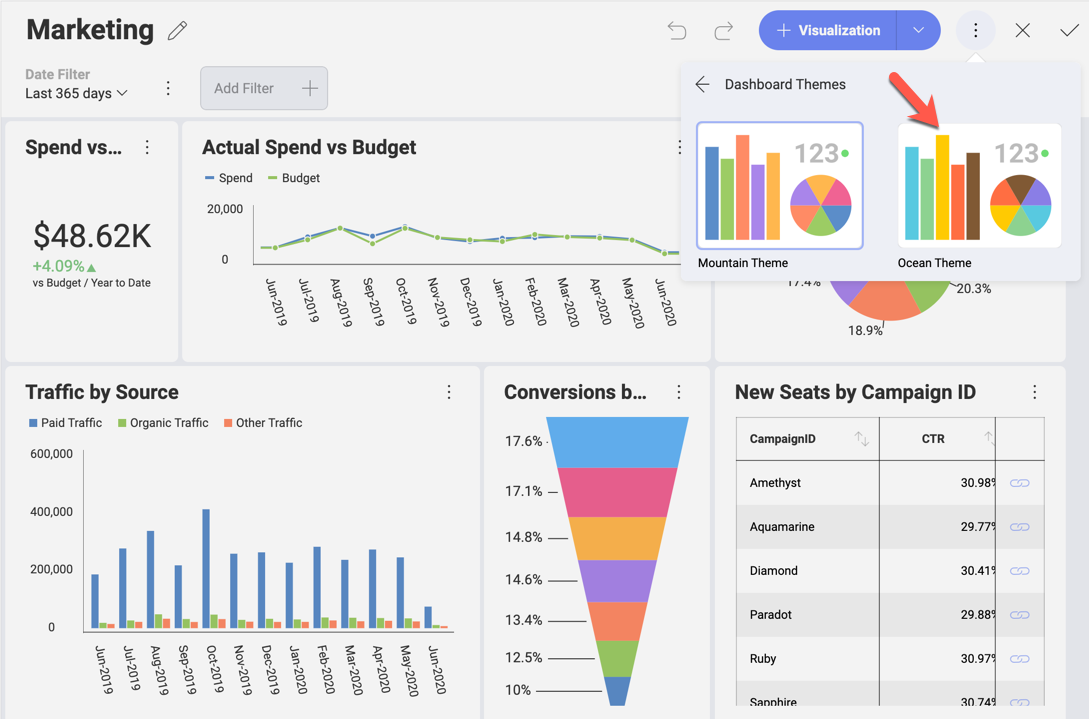 Marketing
Visualization
Date Filter
Last 365 days
Add Filter
Dashboard Themes
123
123
Mountain Theme
Ocean Theme
Spend vs...
$48.62K
+4.09%
vs Budget / Year to Date
Actual Spend vs Budget
Spend
Budget
20,000
0
Jun-2019
Jul-2019
Aug-2019
Sep-2019
Oct-2019
Nov-2019
Dec-2019
Jan-2020
Feb-2020
Mar-2020
Apr-2020
May-2020
Jun-2020
17.4%
20.3%
18.9%
Traffic by Source
Paid Traffic
Organic Traffic
Other Traffic
600,000
400,000
200,000
0
Jun-2019
Jul-2019
Aug-2019
Sep-2019
Oct-2019
Nov-2019
Dec-2019
Jan-2020
Feb-2020
Mar-2020
Apr-2020
May-2020
Jun-2020
Conversions b...
17.6%
17.1%
14.8%
14.6%
13.4%
12.5%
10%
New Seats by Campaign ID
CampaignID CTR
Amethyst 30.98%
Aquamarine 29.77%
Diamond 30.41%
Paradot 29.88%
Ruby 30.97%
Sapphire 30.74%